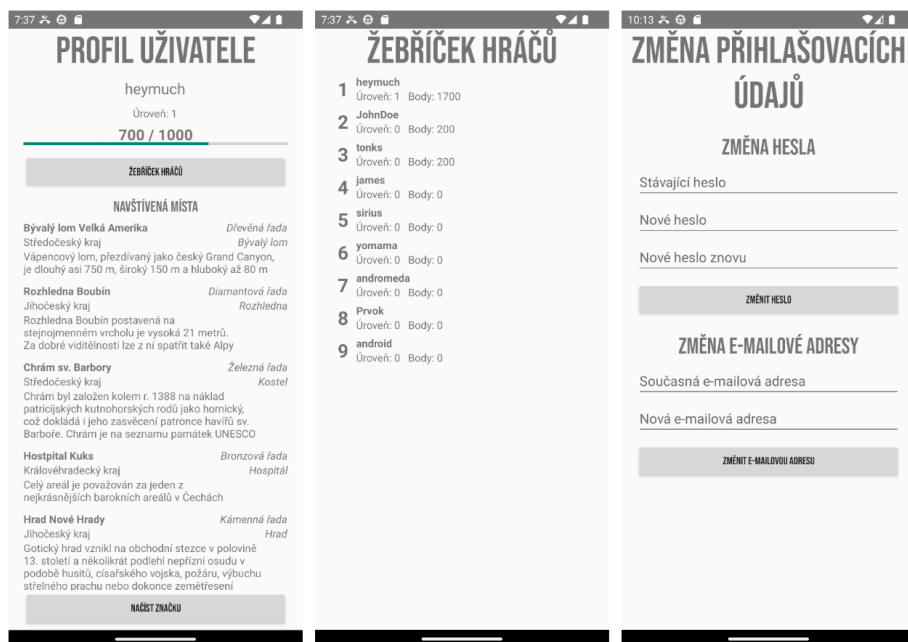 7:37
PROFIL UŽIVATELE
heymuch
Úroveň: 1
700 / 1000
ŽEBŘÍČEK HRÁČŮ
NAVŠTÍVENÁ MÍSTA
Bývalý lom Velká Amerika Dřevěná řada
Středočeský kraj Bývalý lom
Vápencový lom, přezdívaný jako český Grand Canyon,
je dlouhý asi 750 m, široký 150 m a hluboký až 80 m
Rozhledna Boubín Diamantová řada
Jihočeský kraj Rozhledna
Rozhledna Boubín postavená na
stejnojmenném vrcholu je vysoká 21 metrů.
Za dobré viditělnosti lze z ní spatřit také Alpy
Chrám sv. Barbory Železná řada
Středočeský kraj Kostel
Chrám byl založen kolem r. 1388 na náklad
patricijských kutnohorských rodů jako hornický,
což dokládá i jeho zasvěcení patronce havířů sv.
Barboře. Chrám je na seznamu památek UNESCO
Hostpital Kuks Bronzová řada
Královéhradecký kraj Hospitál
Celý areál je považován za jeden z
nejkrásnějších barokních areálů v Čechách
Hrad Nové Hrady Kámenná řada
Jihočeský kraj Hrad
Gotický hrad vznikl na obchodní stezce v polovině
13. století a několikrát podlehl nepřízni osudu v
podobě husitů, císařského vojska, požáru, výbuchu
střelného prachu nebo dokonce zemětřesení
NAČÍST ZNAČKU
7:37
ŽEBŘÍČEK HRÁČŮ
1 heymuch
Úroveň: 1 Body: 1700
2 JohnDoe
Úroveň: 0 Body: 200
3 tonks
Úroveň: 0 Body: 200
4 james
Úroveň: 0 Body: 0
5 sirius
Úroveň: 0 Body: 0
6 yomama
Úroveň: 0 Body: 0
7 andromeda
Úroveň: 0 Body: 0
8 Prvok
Úroveň: 0 Body: 0
9 android
Úroveň: 0 Body: 0
10:13
ZMĚNA PŘIHLAŠOVACÍCH
ÚDAJŮ
ZMĚNA HESLA
Stávající heslo
Nové heslo
Nové heslo znovu
ZMĚNIT HESLO
ZMĚNA E-MAILOVÉ ADRESY
Současná e-mailová adresa
Nová e-mailová adresa
ZMĚNIT E-MAILOVOU ADRESU